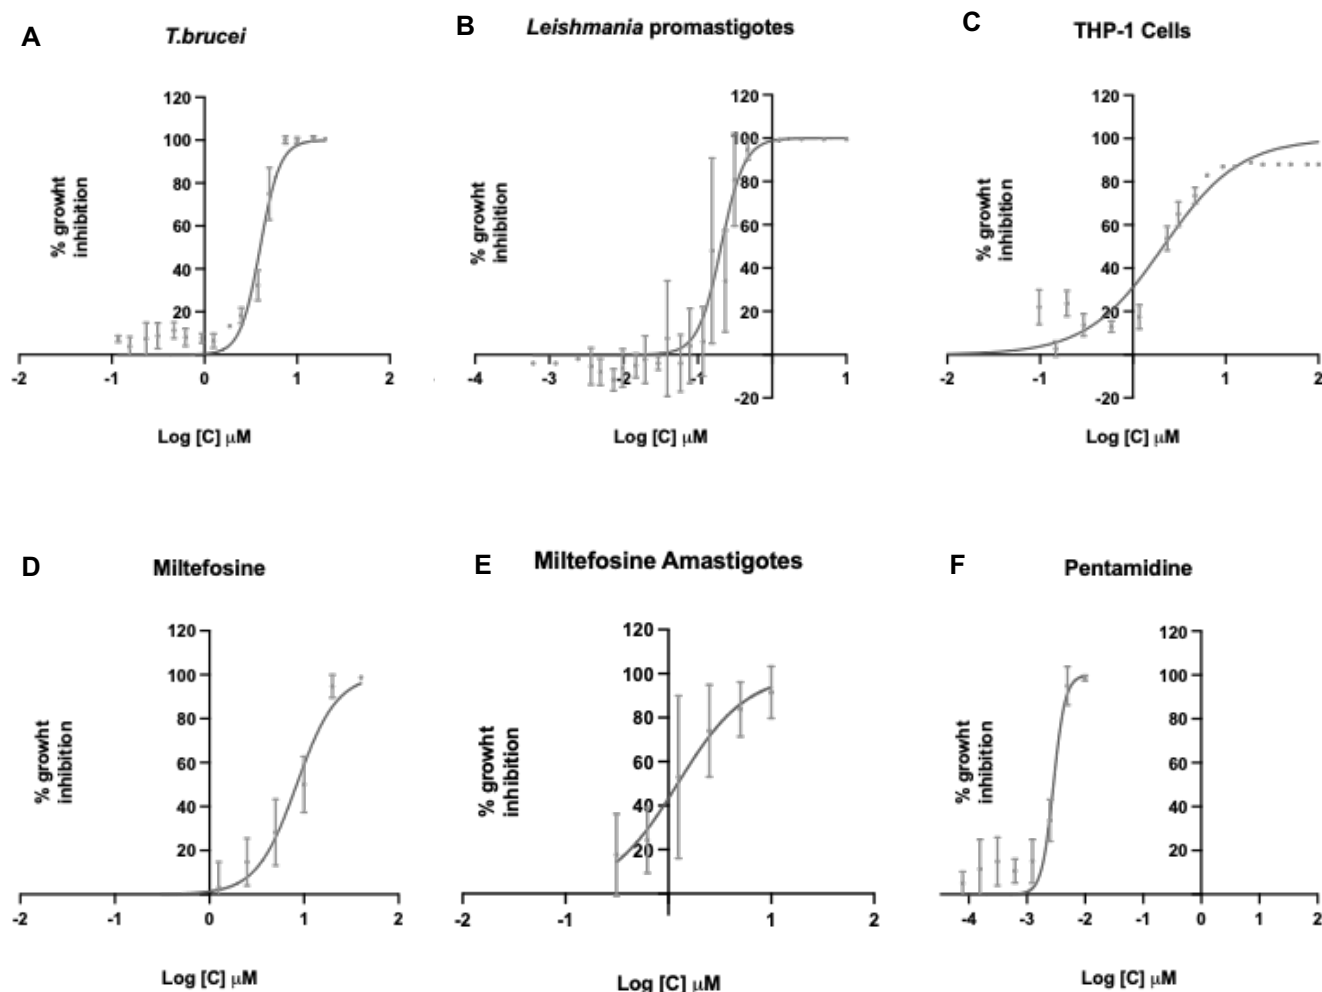 A
T.brucei
120
100
80
60
40
20
% growht
inhibition
-2
-1
0
1
2
Log [C] μM
B
Leishmania promastigotes
120
100
80
60
40
20
-20
% growht
inhibition
-4
-3
-2
-1
0
1
Log [C] μM
C
THP-1 Cells
120
100
80
60
40
20
-20
% growht
inhibition
-2
-1
0
1
2
Log [C] μM
D
Miltefosine
120
100
80
60
40
20
% growht
inhibition
-2
-1
0
1
2
Log [C] μM
E
Miltefosine Amastigotes
120
100
80
60
40
20
% growht
inhibition
-2
-1
0
1
2
Log [C] μM
F
Pentamidine
120
100
80
60
40
20
% growht
inhibition
-4
-3
-2
-1
0
1
2
Log [C] μM